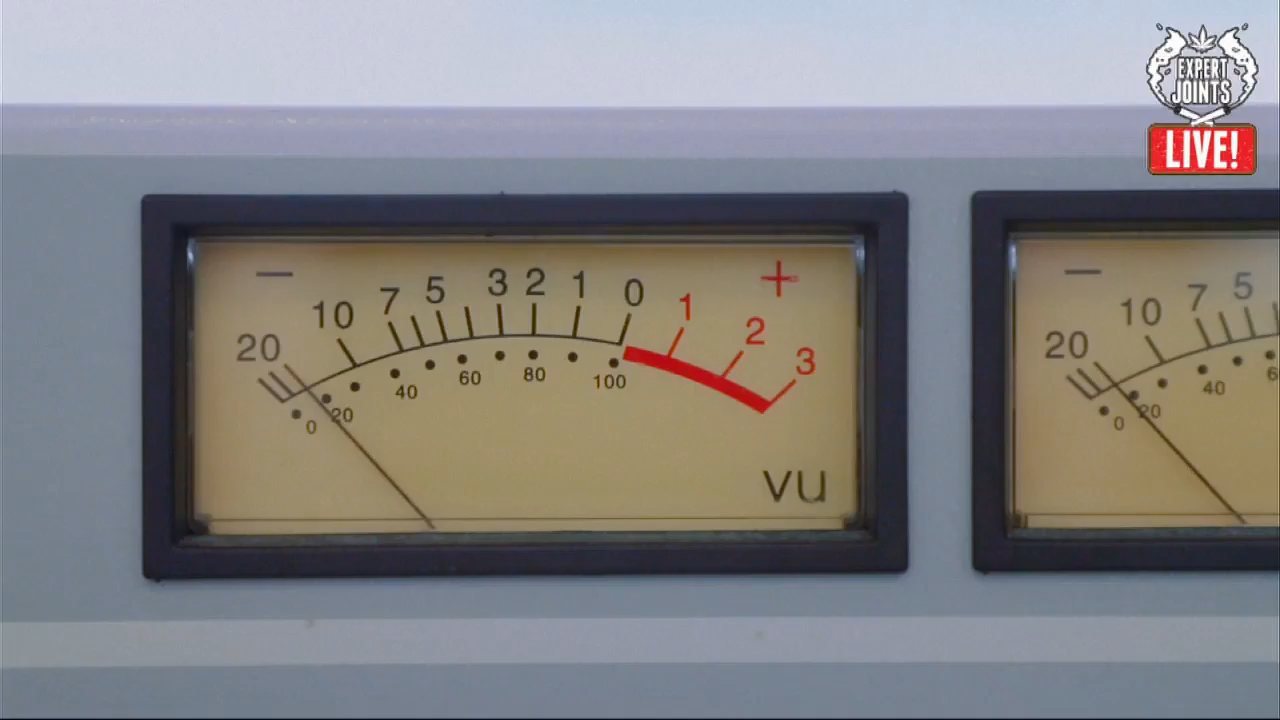 EXPERT
JOINTS
LIVE!
− 20 10 7 5 3 2 1 0 1 2 3 +
0 20 40 60 80 100
VU
− 20 10 7 5
0 20 40